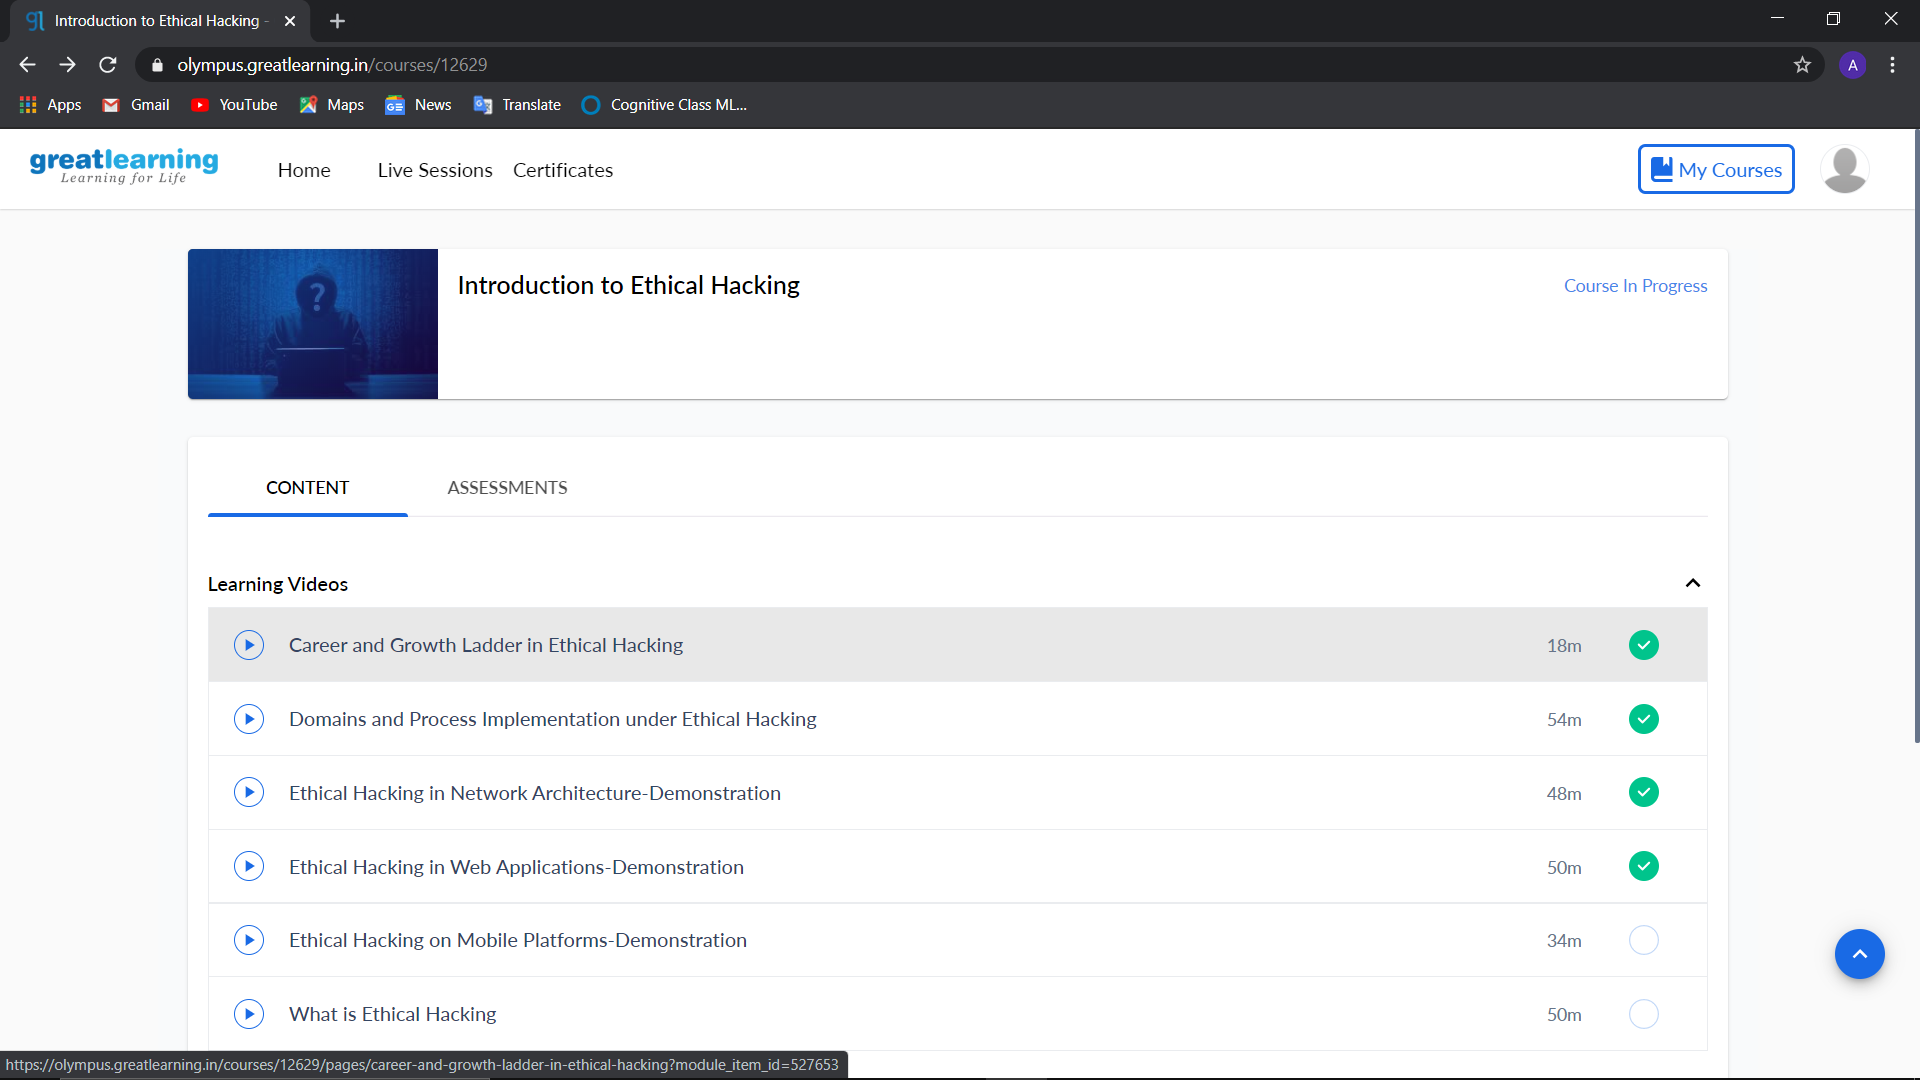 Introduction to Ethical Hacking -
olympus.greatlearning.in/courses/12629
A
Apps
Gmail
YouTube
Maps
News
Translate
Cognitive Class ML...
greatlearning
Learning for Life
Home
Live Sessions
Certificates
My Courses
?
Introduction to Ethical Hacking
Course In Progress
CONTENT
ASSESSMENTS
Learning Videos
Career and Growth Ladder in Ethical Hacking 18m
Domains and Process Implementation under Ethical Hacking 54m
Ethical Hacking in Network Architecture-Demonstration 48m
Ethical Hacking in Web Applications-Demonstration 50m
Ethical Hacking on Mobile Platforms-Demonstration 34m
What is Ethical Hacking 50m
https://olympus.greatlearning.in/courses/12629/pages/career-and-growth-ladder-in-ethical-hacking?module_item_id=527653